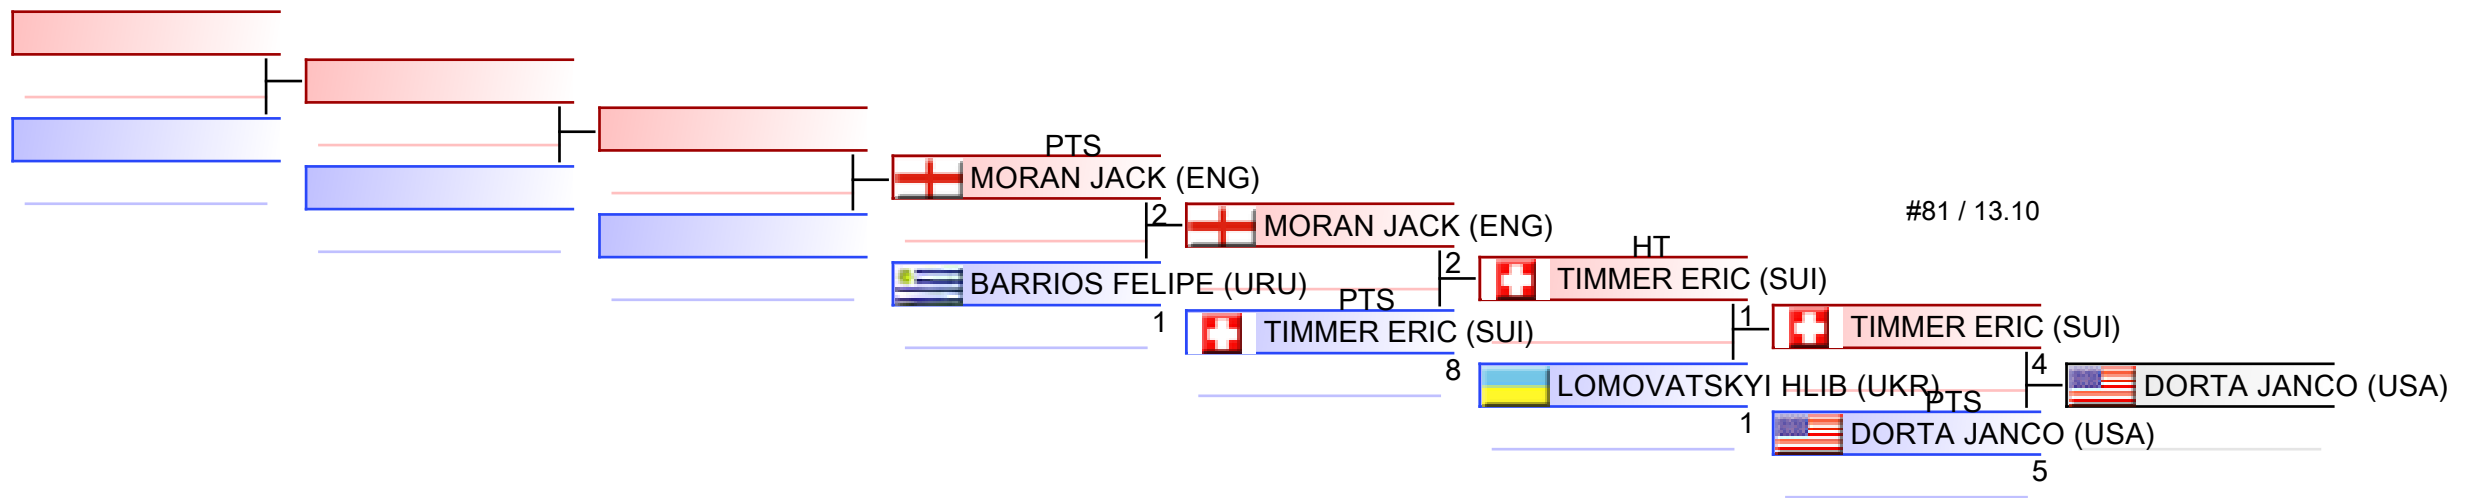 PTS
MORAN JACK (ENG)
2
BARRIOS FELIPE (URU)
1
MORAN JACK (ENG)
2
PTS
TIMMER ERIC (SUI)
8
HT
TIMMER ERIC (SUI)
1
LOMOVATSKYI HLIB (UKR)
1
#81 / 13.10
TIMMER ERIC (SUI)
4
PTS
DORTA JANCO (USA)
5
DORTA JANCO (USA)